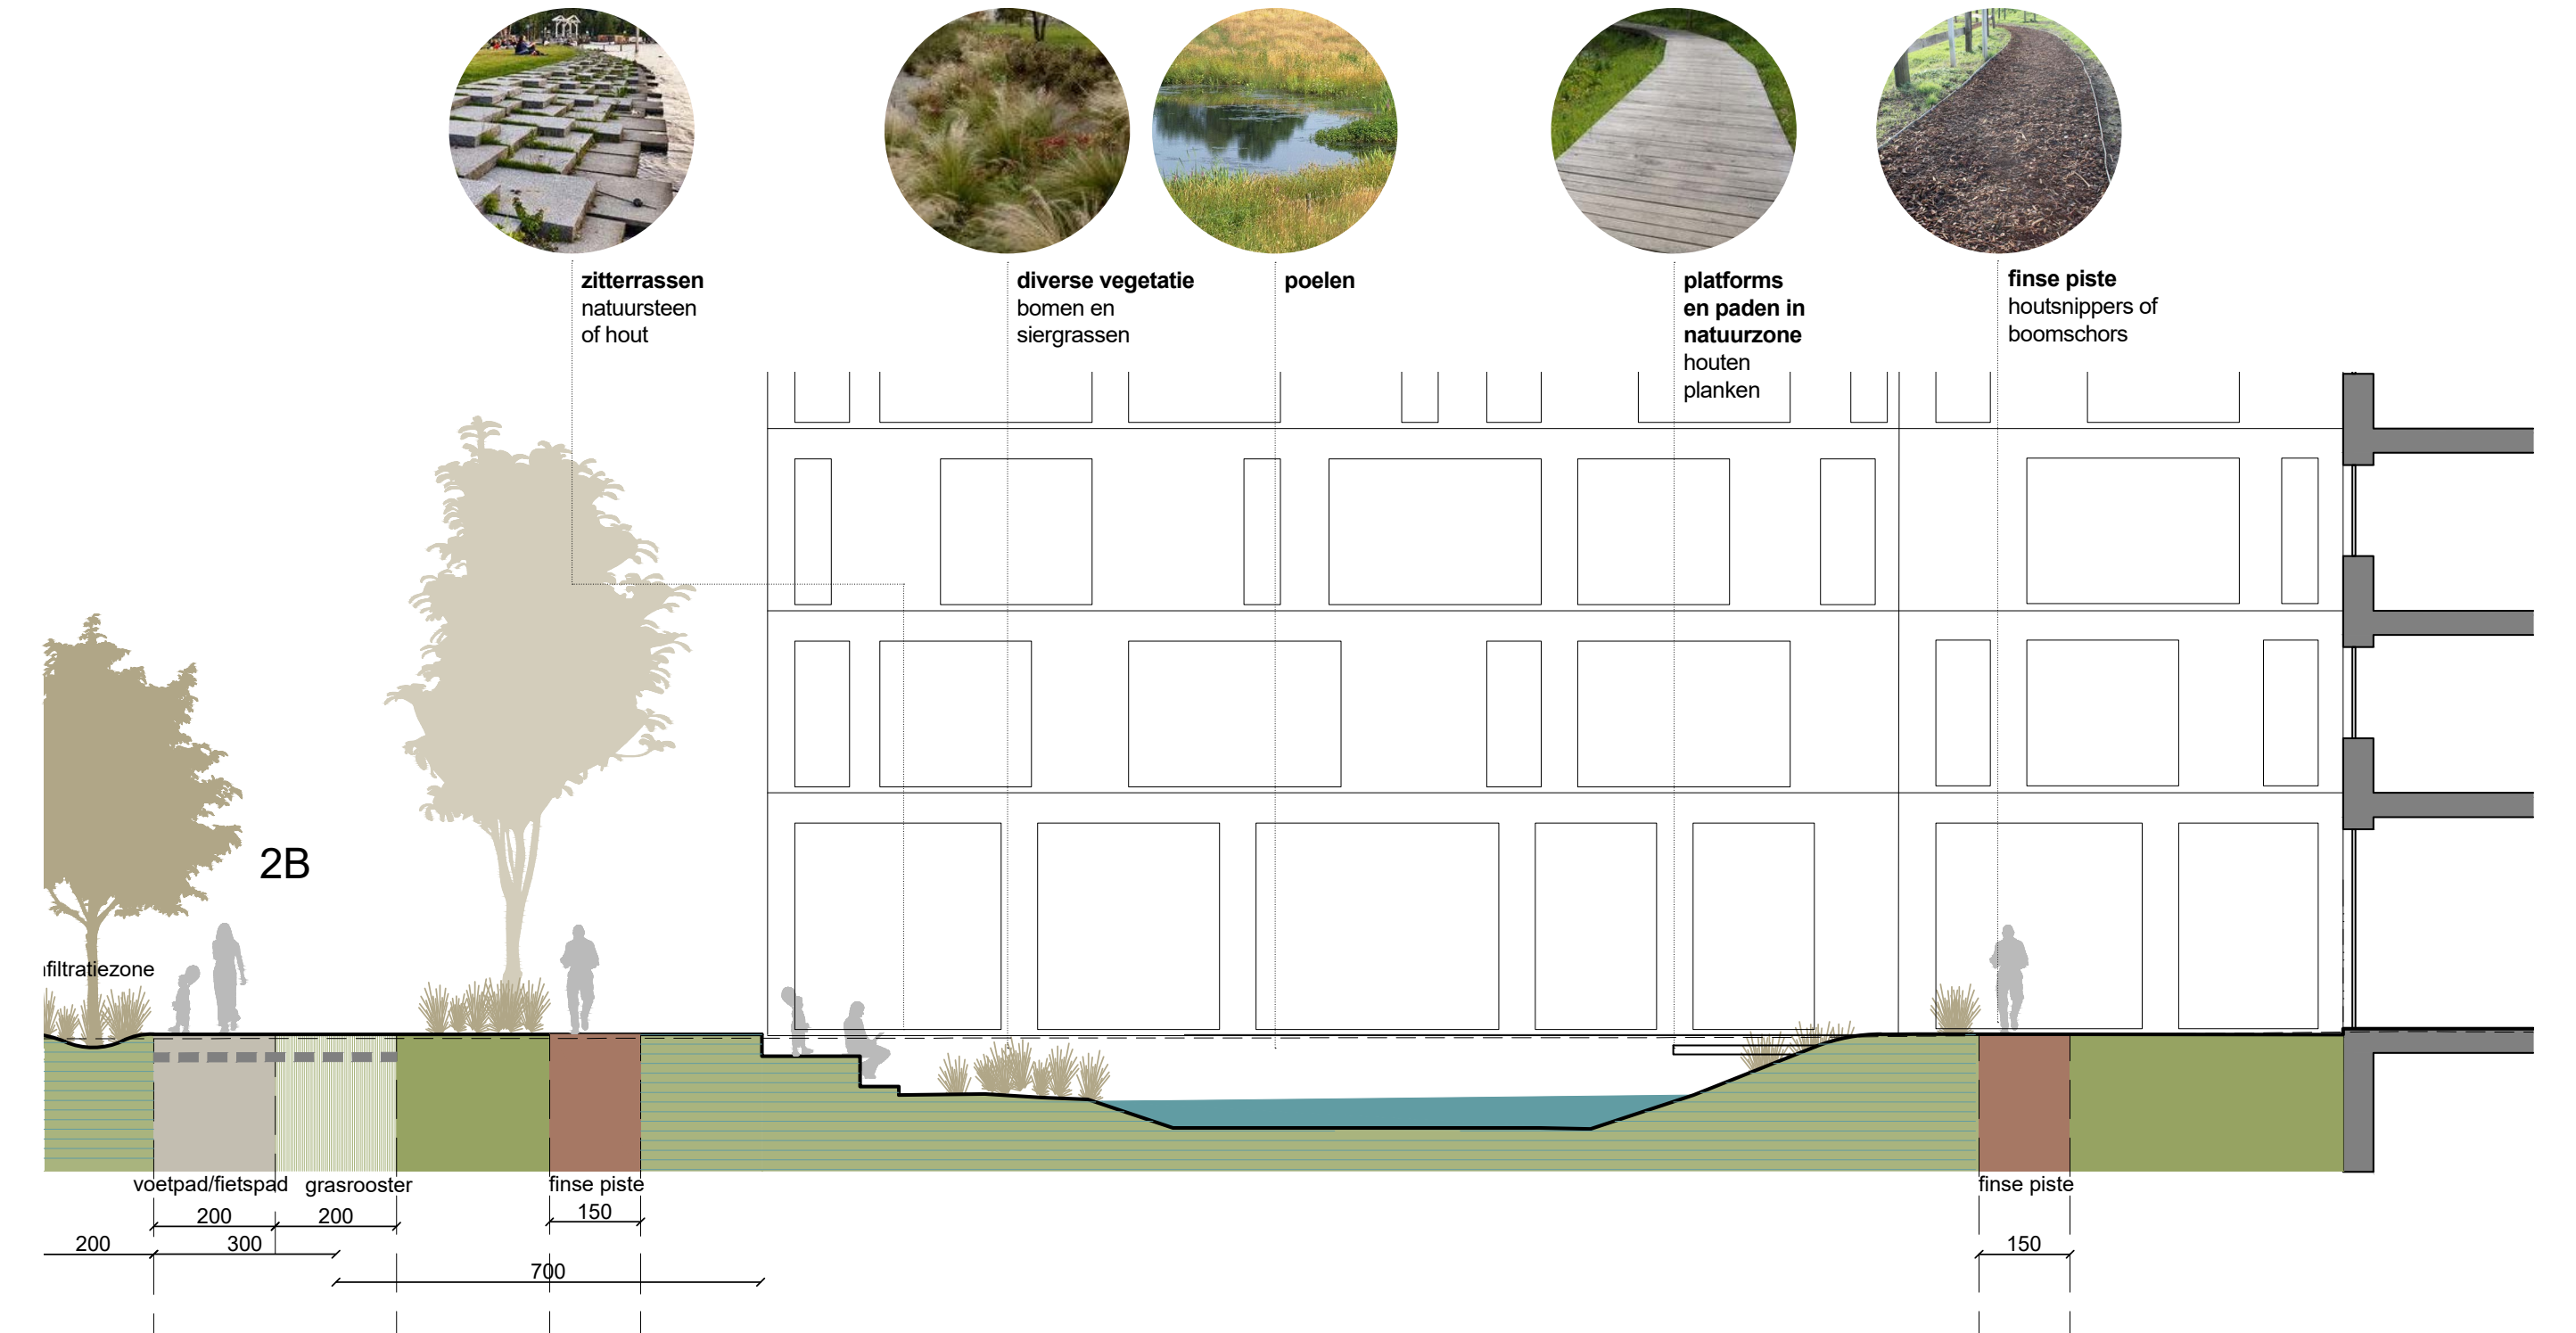 zitterrassen
natuursteen
of hout
diverse vegetatie
bomen en
siergrassen
poelen
platforms
en paden in
natuurzone
houten
planken
finse piste
houtsnippers of
boomschors
2B
filtratiezone
voetpad/fietspad
grasrooster
finse piste
finse piste
200
200
150
200
300
150
700